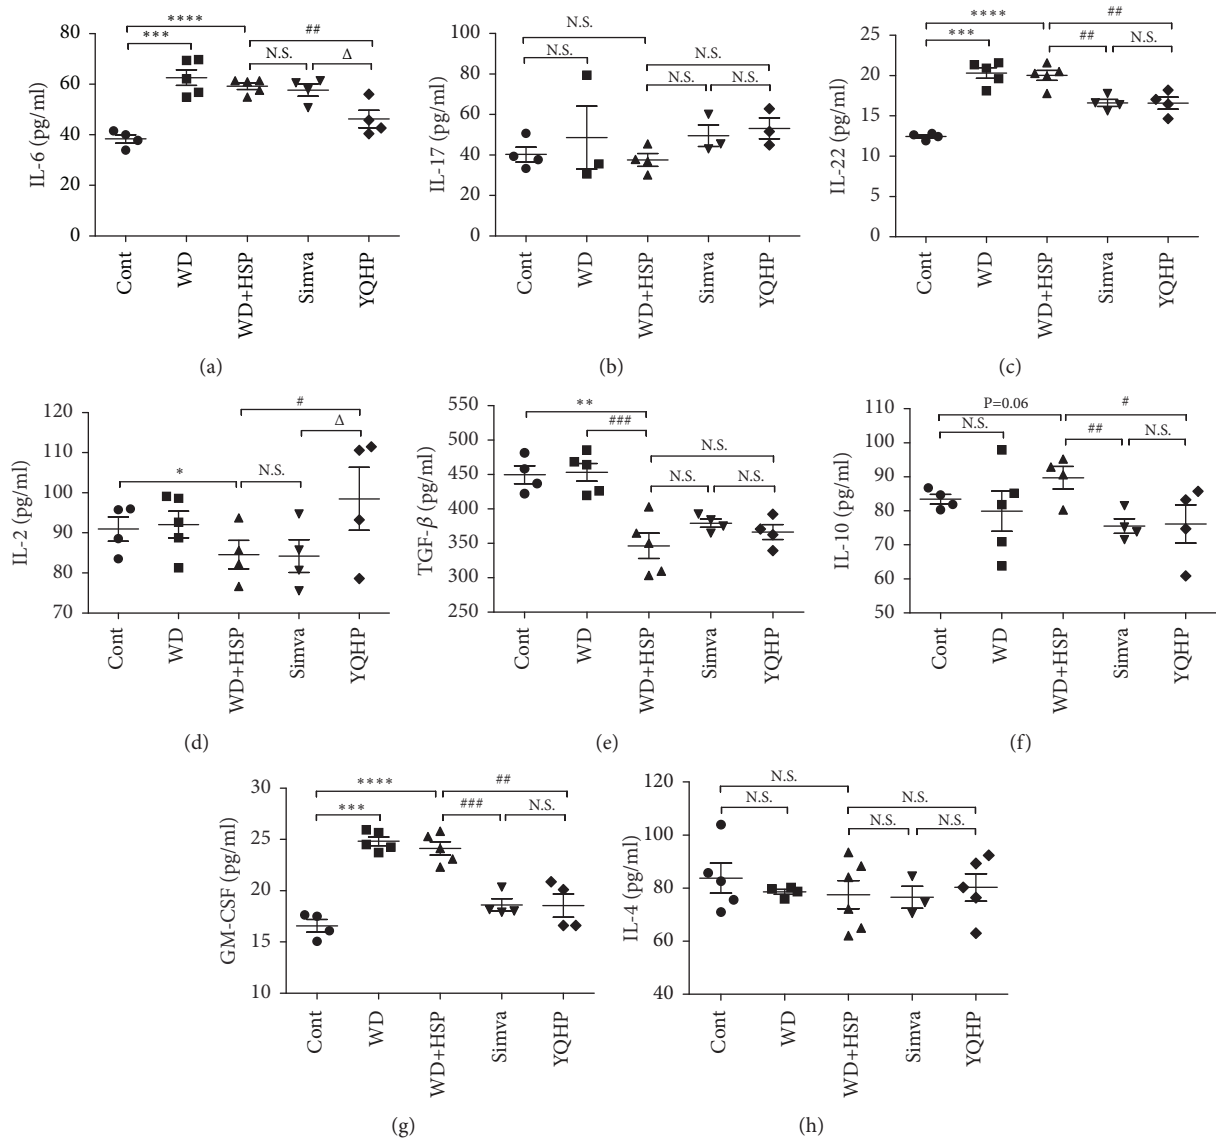 IL-6 (pg/ml)
80
60
40
20
0
****
***
##
N.S.
Δ
Cont
WD
WD+HSP
Simva
YQHP
(a)
IL-17 (pg/ml)
100
80
60
40
20
0
N.S.
N.S.
N.S.
N.S.
N.S.
Cont
WD
WD+HSP
Simva
YQHP
(b)
IL-22 (pg/ml)
25
20
15
10
5
0
****
##
***
##
N.S.
Cont
WD
WD+HSP
Simva
YQHP
(c)
IL-2 (pg/ml)
120
110
100
90
80
70
#
Δ
*
N.S.
Cont
WD
WD+HSP
Simva
YQHP
(d)
TGF-β (pg/ml)
550
500
450
400
350
300
250
**
###
N.S.
N.S.
N.S.
Cont
WD
WD+HSP
Simva
YQHP
(e)
IL-10 (pg/ml)
110
100
90
80
70
60
50
P=0.06
#
N.S.
##
N.S.
Cont
WD
WD+HSP
Simva
YQHP
(f)
GM-CSF (pg/ml)
30
25
20
15
10
****
##
***
###
N.S.
Cont
WD
WD+HSP
Simva
YQHP
(g)
IL-4 (pg/ml)
120
100
80
60
40
N.S.
N.S.
N.S.
N.S.
N.S.
Cont
WD
WD+HSP
Simva
YQHP
(h)